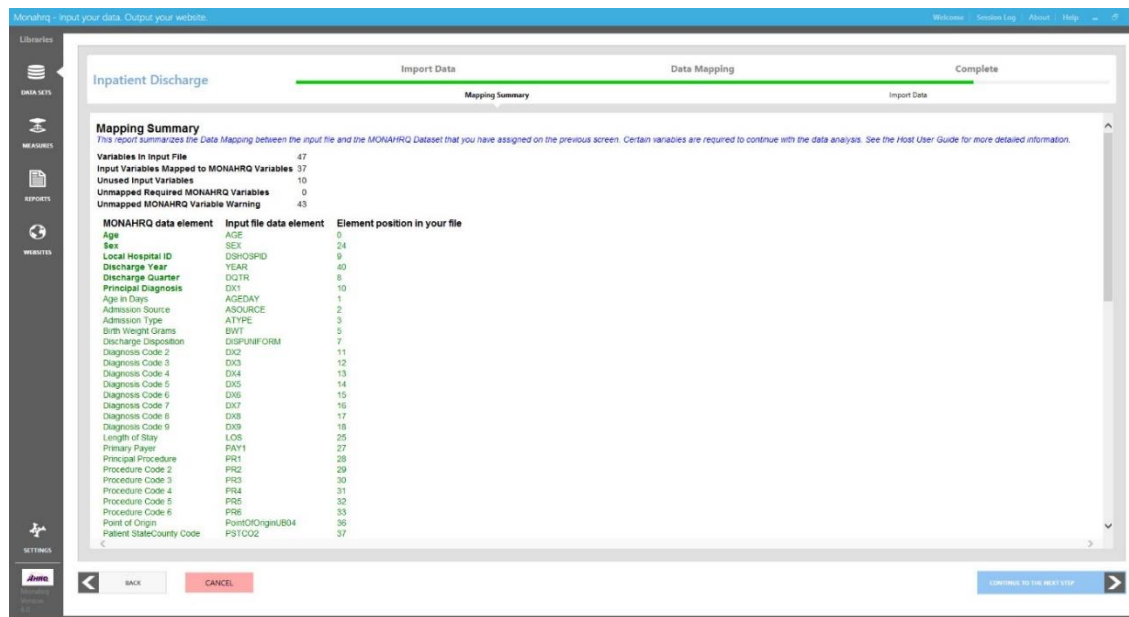 Monahrq - Input your data. Output your website.
Welcome | Session Log | About | Help
Libraries
DATA SETS
MEASURES
REPORTS
WEBSITES
SETTINGS
AHRQ
Monahrq
Version
Inpatient Discharge
Import Data Data Mapping Complete
Mapping Summary Import Data
Mapping Summary
This report summarizes the Data Mapping between the input file and the MONAHRQ Dataset that you have assigned on the previous screen. Certain variables are required to continue with the data analysis. See the Host User Guide for more detailed information.
Variables In Input File 47
Input Variables Mapped to MONAHRQ Variables 37
Unused Input Variables 10
Unmapped Required MONAHRQ Variables 0
Unmapped MONAHRQ Variable Warning 43
MONAHRQ data element Input file data element Element position in your file
Age AGE 0
Sex SEX 24
Local Hospital ID DSHOSPID 9
Discharge Year YEAR 40
Discharge Quarter DQTR 8
Principal Diagnosis DX1 10
Age in Days AGEDAY 1
Admission Source ASOURCE 2
Admission Type ATYPE 3
Birth Weight Grams BWT 5
Discharge Disposition DISPUNIFORM 7
Diagnosis Code 2 DX2 11
Diagnosis Code 3 DX3 12
Diagnosis Code 4 DX4 13
Diagnosis Code 5 DX5 14
Diagnosis Code 6 DX6 15
Diagnosis Code 7 DX7 16
Diagnosis Code 8 DX8 17
Diagnosis Code 9 DX9 18
Length of Stay LOS 25
Primary Payer PAY1 27
Principal Procedure PR1 28
Procedure Code 2 PR2 29
Procedure Code 3 PR3 30
Procedure Code 4 PR4 31
Procedure Code 5 PR5 32
Procedure Code 6 PR6 33
Point of Origin PointOfOriginUB04 36
Patient StateCounty Code PSTCO2 37
BACK
CANCEL
CONTINUE TO THE NEXT STEP